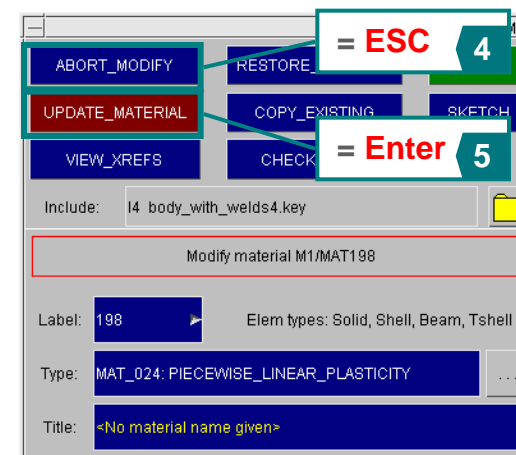 = ESC 4
ABORT_MODIFY RESTORE_
UPDATE_MATERIAL COPY_EXISTING SKETCH
= Enter 5
VIEW_XREFS CHECK
Include: I4 body_with_welds4.key
Modify material M1/MAT198
Label: 198 Elem types: Solid, Shell, Beam, Tshell
Type: MAT_024: PIECEWISE_LINEAR_PLASTICITY ...
Title: <No material name given>